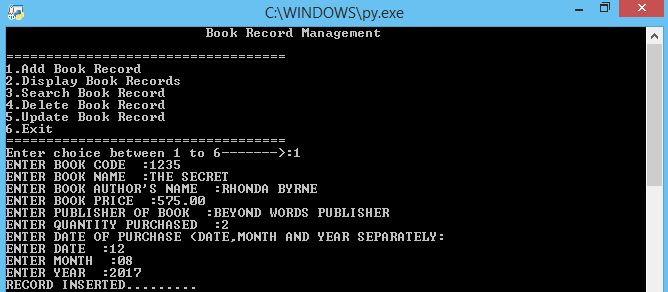 C:\WINDOWS\py.exe
Book Record Management
===================================
1.Add Book Record
2.Display Book Records
3.Search Book Record
4.Delete Book Record
5.Update Book Record
6.Exit
===================================
Enter choice between 1 to 6------->:1
ENTER BOOK CODE  :1235
ENTER BOOK NAME  :THE SECRET
ENTER BOOK AUTHOR'S NAME  :RHONDA BYRNE
ENTER BOOK PRICE  :575.00
ENTER PUBLISHER OF BOOK  :BEYOND WORDS PUBLISHER
ENTER QUANTITY PURCHASED  :2
ENTER DATE OF PURCHASE (DATE,MONTH AND YEAR SEPARATELY:
ENTER DATE  :12
ENTER MONTH  :08
ENTER YEAR  :2017
RECORD INSERTED.........